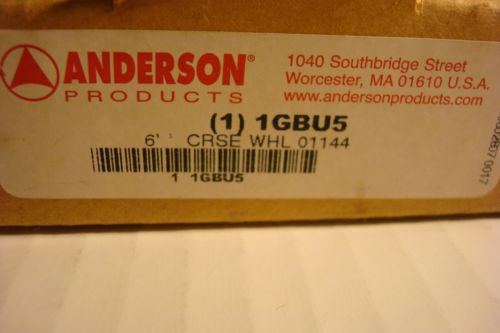 ANDERSON®
PRODUCTS
1040 Southbridge Street
Worcester, MA 01610 U.S.A.
www.andersonproducts.com
(1) 1GBU5
6" CRSE WHL 01144
1 1GBU5
0017